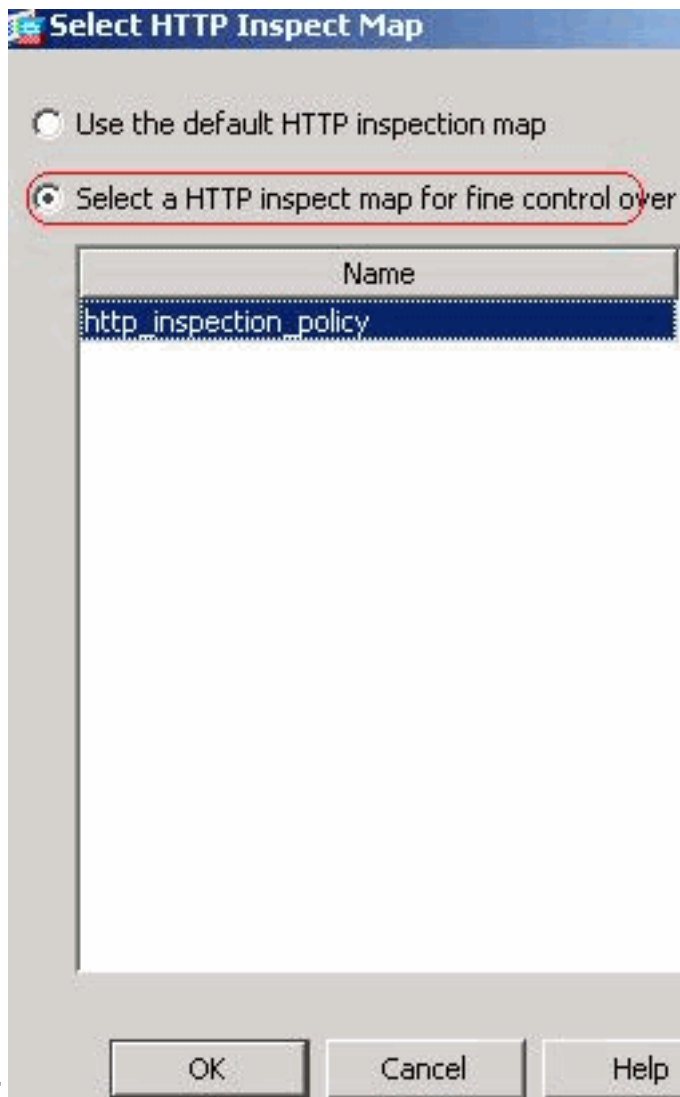 Select HTTP Inspect Map
Use the default HTTP inspection map
Select a HTTP inspect map for fine control over
Name
http_inspection_policy
OK Cancel Help